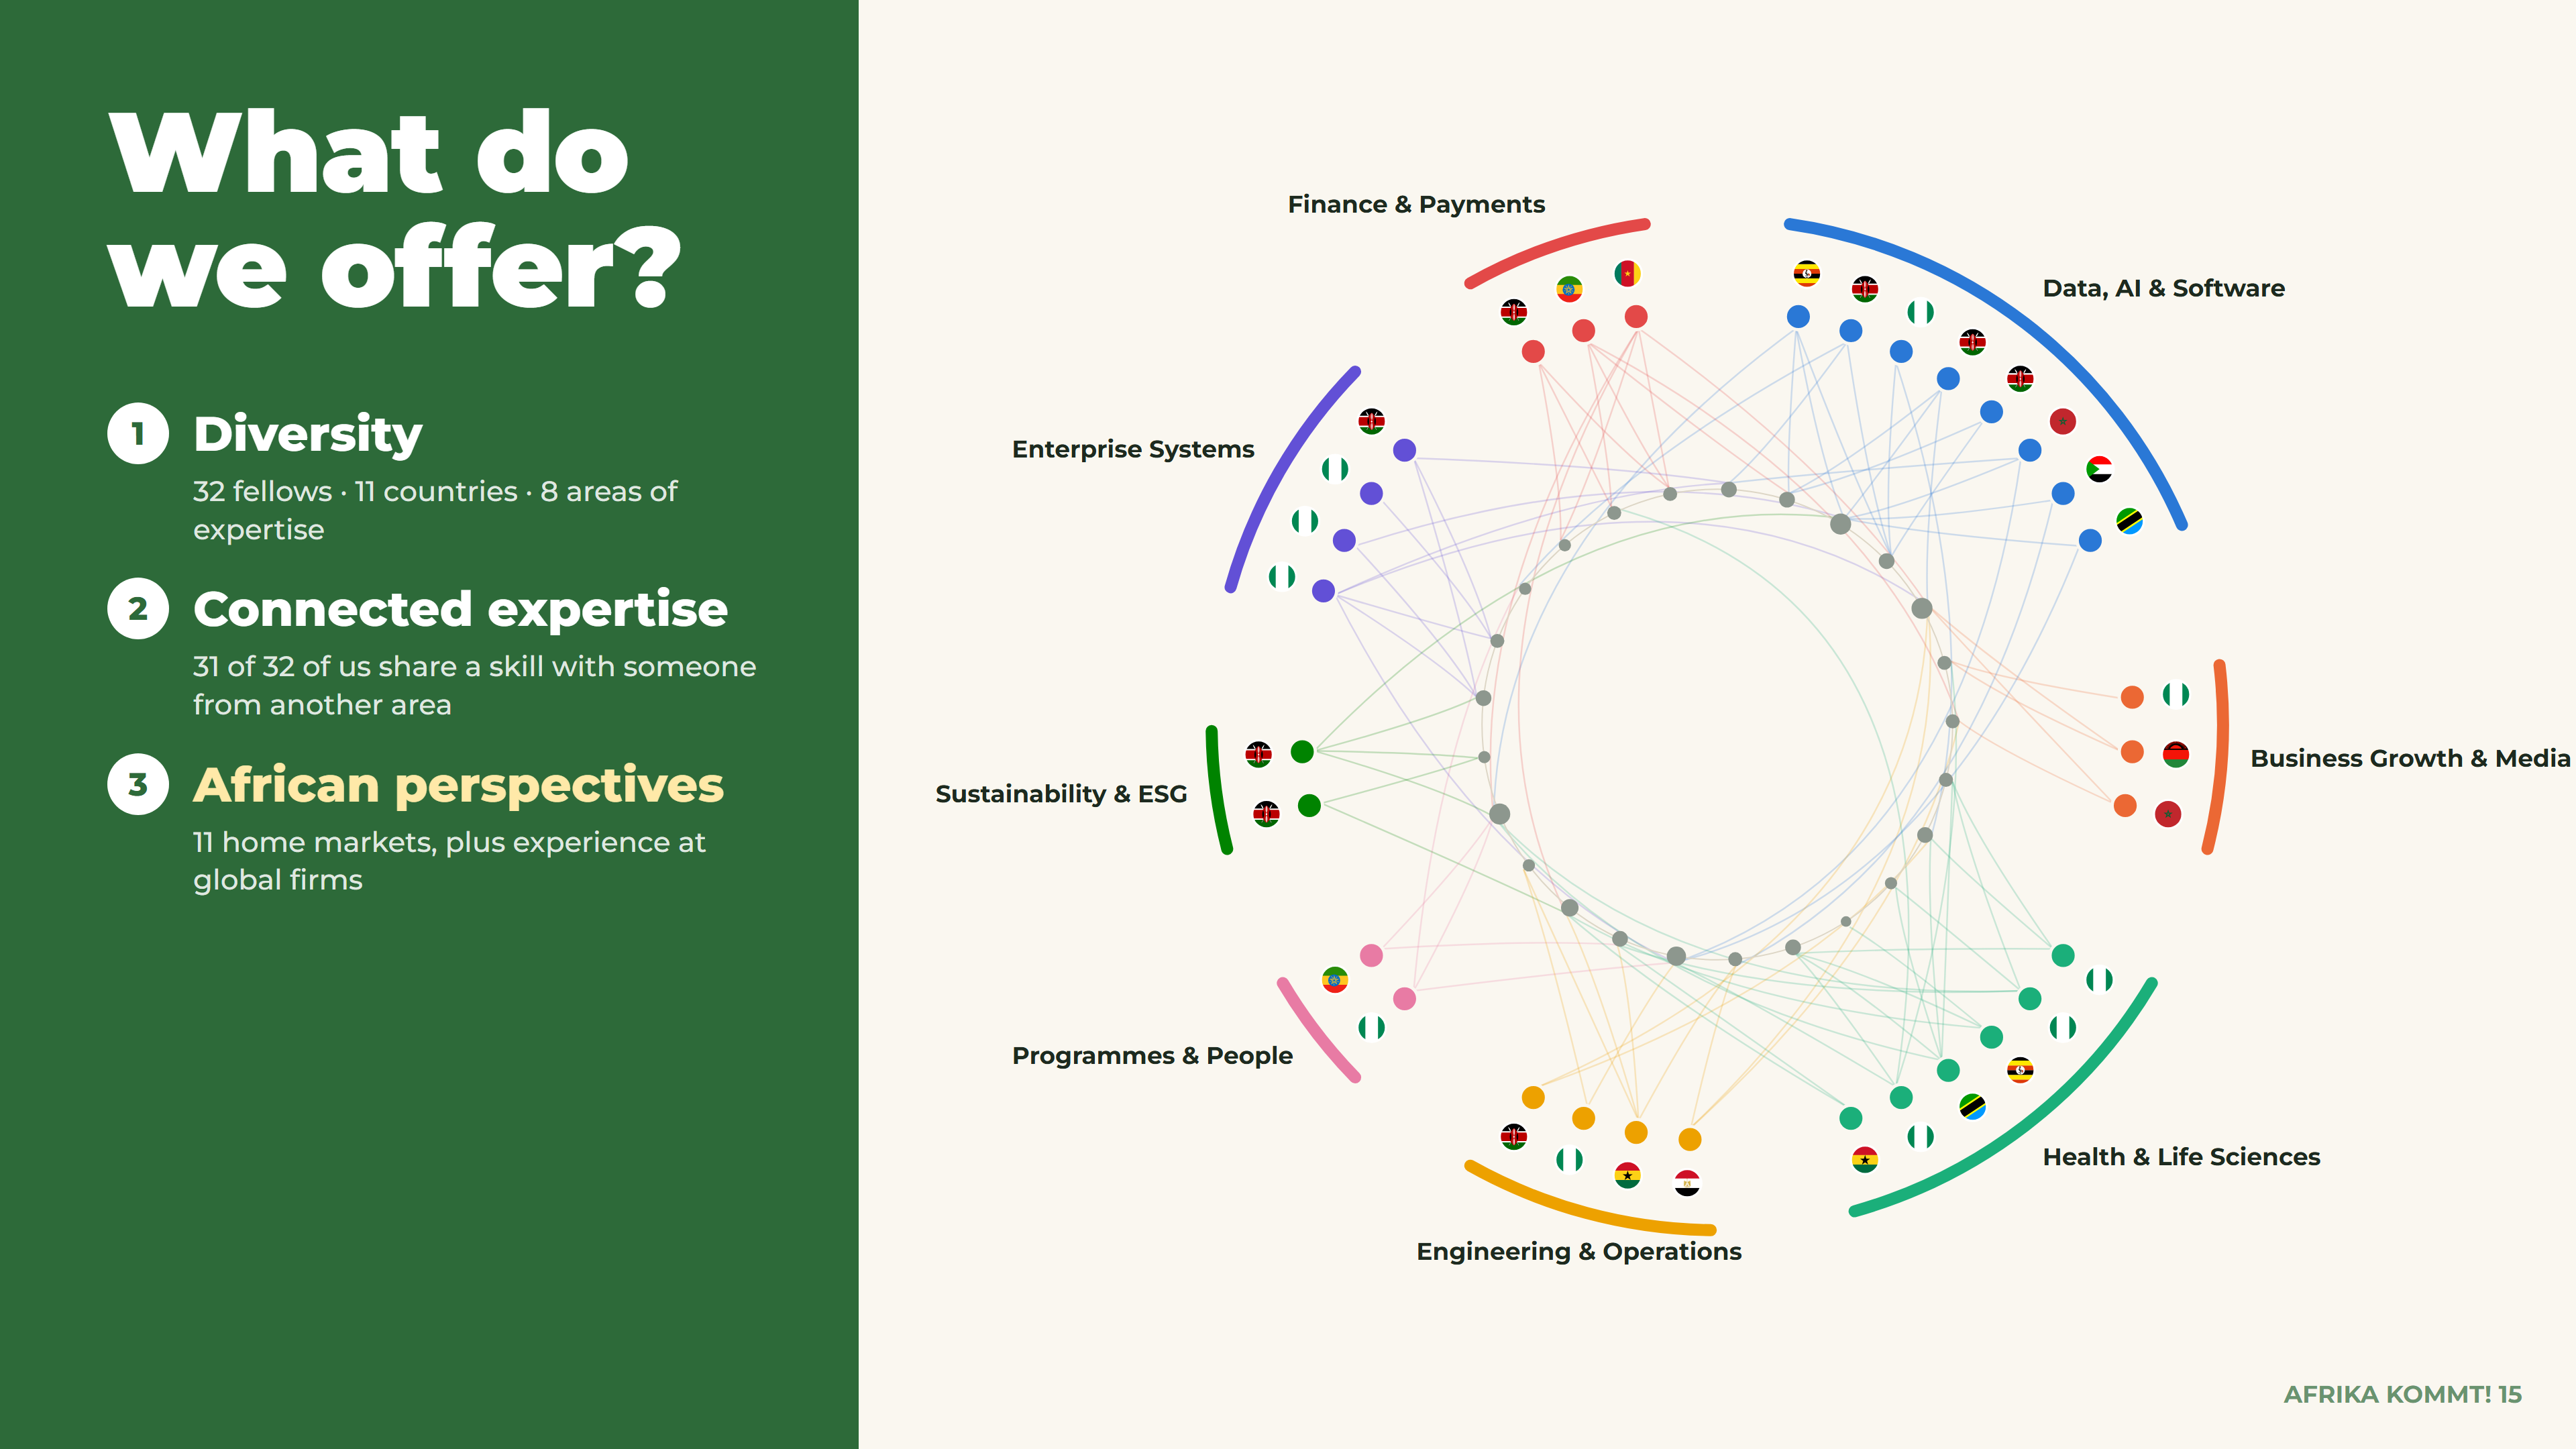 What do
we offer?
1 Diversity
32 fellows · 11 countries · 8 areas of
expertise
2 Connected expertise
31 of 32 of us share a skill with someone
from another area
3 African perspectives
11 home markets, plus experience at
global firms
Finance & Payments
Data, AI & Software
Enterprise Systems
Business Growth & Media
Sustainability & ESG
Programmes & People
Health & Life Sciences
Engineering & Operations
AFRIKA KOMMT! 15